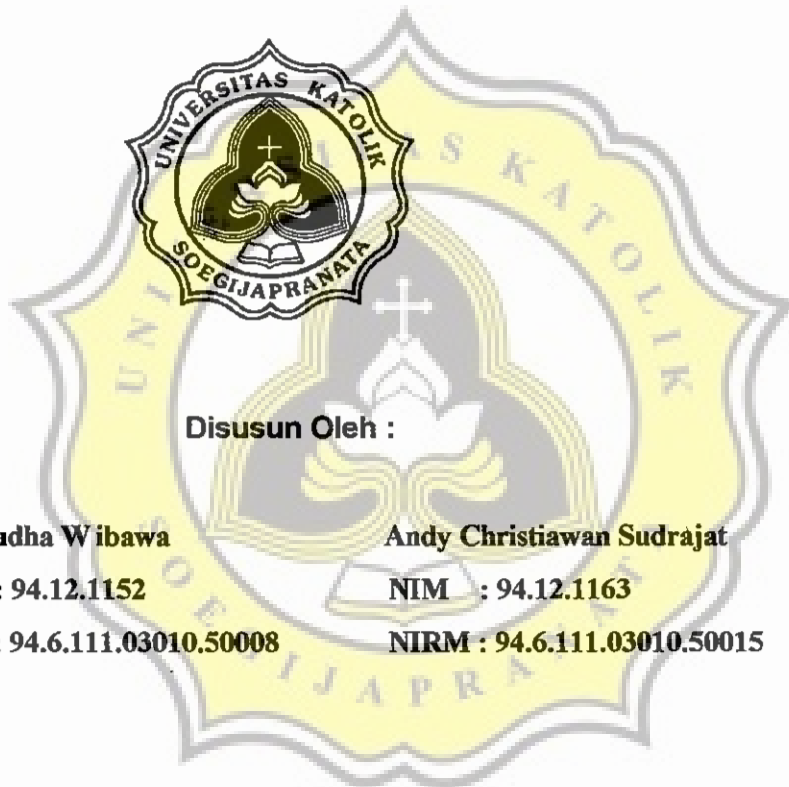 UNIVERSITAS KATOLIK
SOEGIJAPRANATA
Disusun Oleh :
Wibawa Andy Christiawan Sudrajat
: 94.12.1152 NIM : 94.12.1163
94.6.111.03010.50008 NIRM : 94.6.111.03010.50015